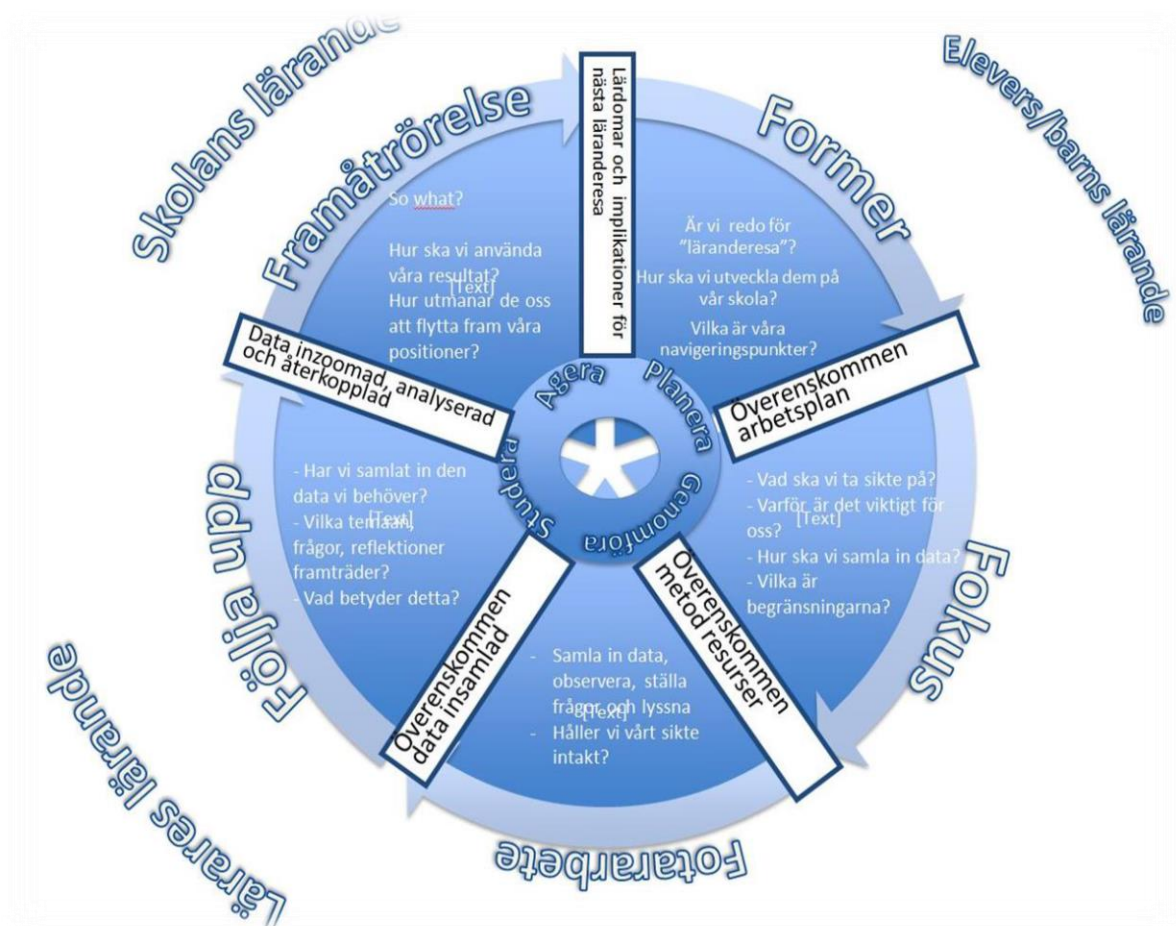 Skolans lärande
Elevers/barns lärande
Lärares lärande
Framåtrörelse
Former
Fokus
Fotararbete
Följa upp
Lärdomar och implikationer för
nästa läranderesa
Överenskommen
arbetsplan
Överenskommen
metod resurser
Överenskommen
data insamlad
Data inzoomad, analyserad
och återkopplad
So what?
Hur ska vi använda
våra resultat?
[Text]
Hur utmanar de oss
att flytta fram våra
positioner?
Är vi redo för
”läranderesa”?
Hur ska vi utveckla dem på
vår skola?
Vilka är våra
navigeringspunkter?
- Vad ska vi ta sikte på?
- Varför är det viktigt för
[Text]
oss?
- Hur ska vi samla in data?
- Vilka är
begränsningarna?
- Samla in data,
observera, ställa
frågor och lyssna
[Text]
- Håller vi vårt sikte
intakt?
- Har vi samlat in den
data vi behöver?
[Text]
- Vilka
frågor, reflektioner
framträder?
- Vad betyder detta?
Agera
Planera
Genomföra
Studera